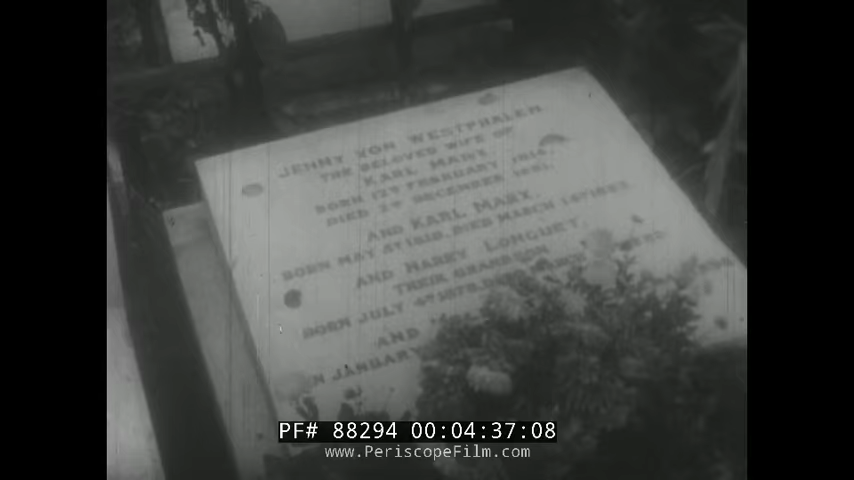 JENNY VON WESTPHALEN
THE BELOVED WIFE OF
KARL MARX
BORN 12TH FEBRUARY 1814.
DIED 2ND DECEMBER 1881.
AND KARL MARX.
BORN MAY 5TH 1818. DIED MARCH 14TH 1883
AND HARRY LONGUET.
THEIR GRANDSON
BORN JULY 4TH 1878.
AND
JANUARY
PF# 88294 00:04:37:08
www.PeriscopeFilm.com